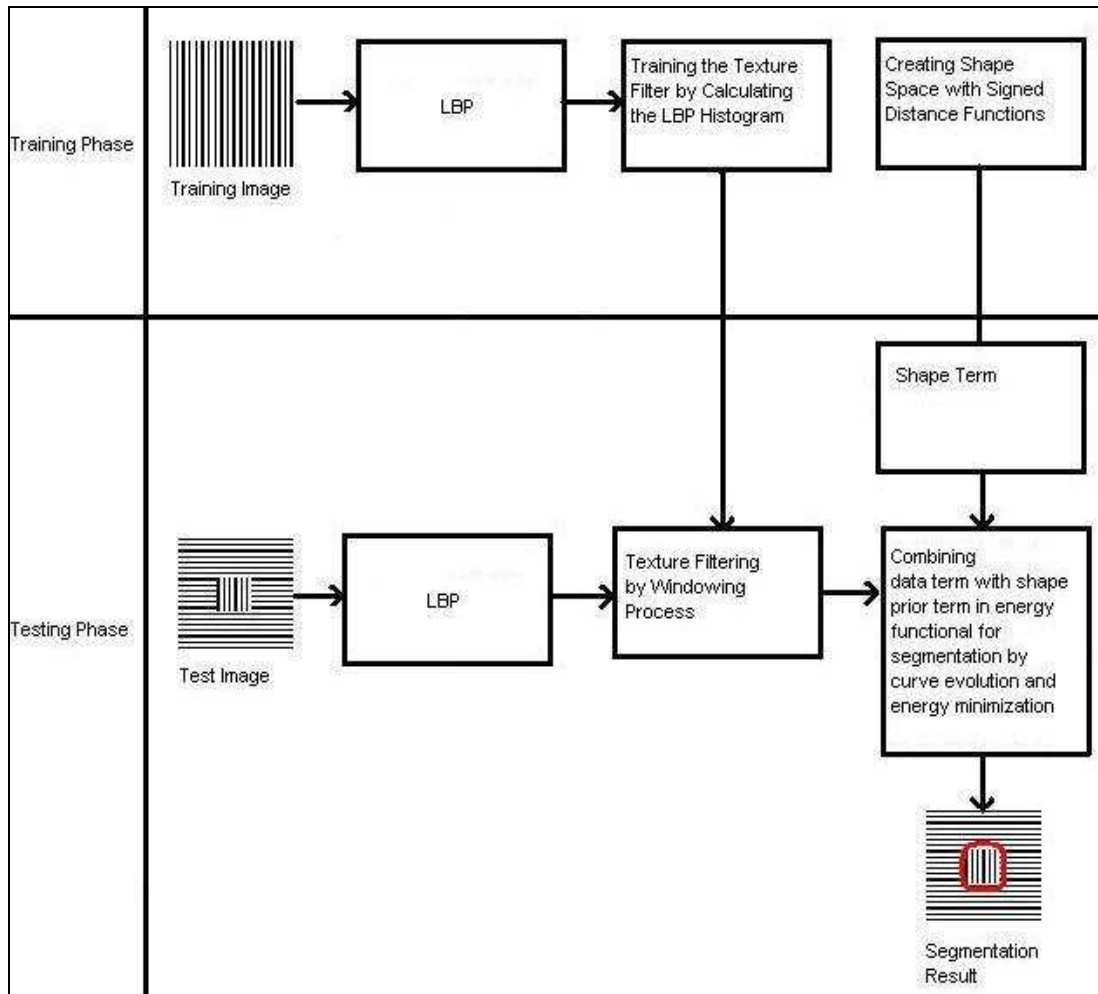 Training Phase
Training Image
LBP
Training the Texture
Filter by Calculating
the LBP Histogram
Creating Shape
Space with Signed
Distance Functions
Shape Term
Testing Phase
Test Image
LBP
Texture Filtering
by Windowing
Process
Combining
data term with shape
prior term in energy
functional for
segmentation by
curve evolution and
energy minimization
Segmentation
Result